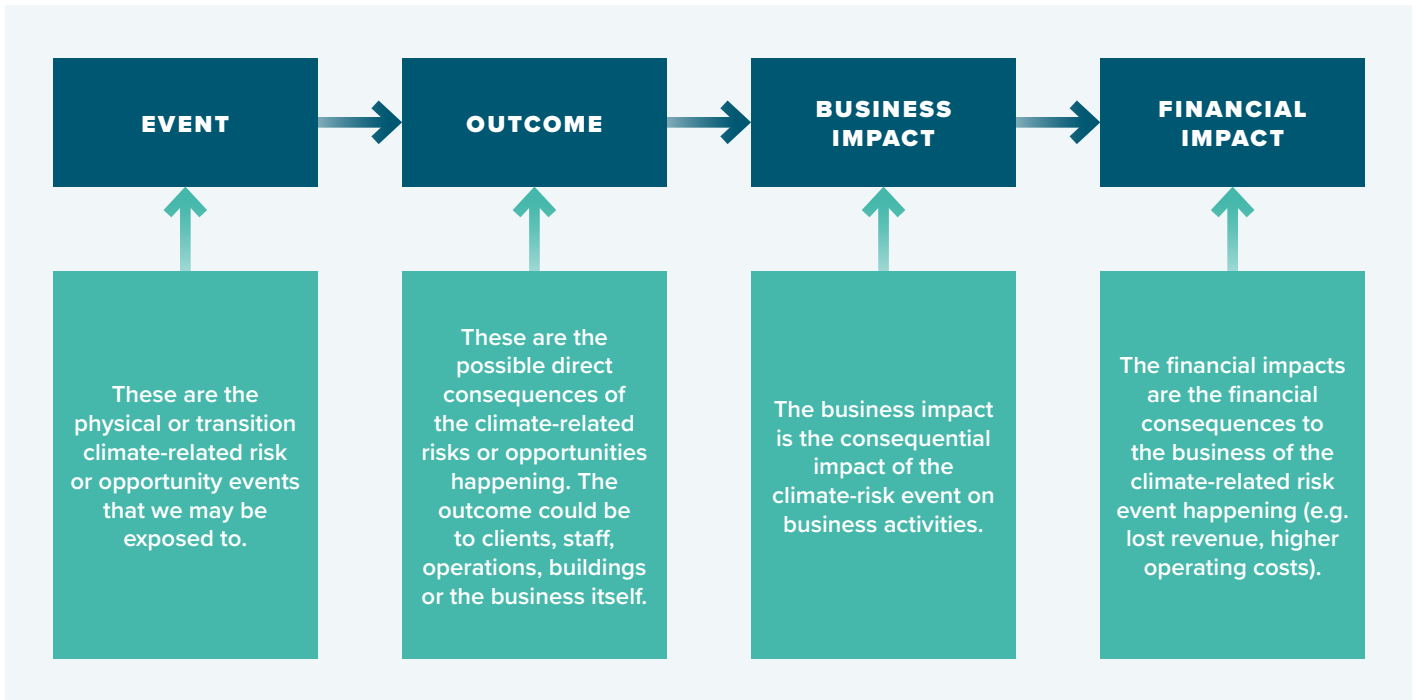 EVENT
OUTCOME
BUSINESS
IMPACT
FINANCIAL
IMPACT
These are the
physical or transition
climate-related risk
or opportunity events
that we may be
exposed to.
These are the
possible direct
consequences of
the climate-related
risks or opportunities
happening. The
outcome could be
to clients, staff,
operations, buildings
or the business itself.
The business impact
is the consequential
impact of the
climate-risk event on
business activities.
The financial impacts
are the financial
consequences to
the business of the
climate-related risk
event happening (e.g.
lost revenue, higher
operating costs).